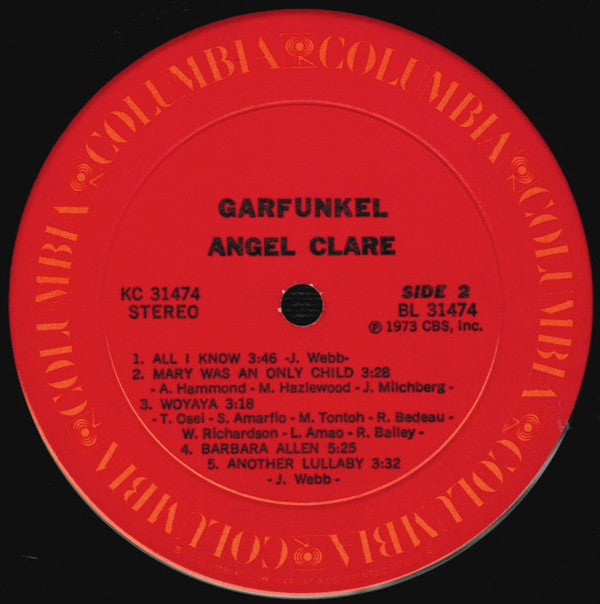 COLUMBIA COLUMBIA COLUMBIA COLUMBIA COLUMBIA COLUMBIA
GARFUNKEL
ANGEL CLARE
KC 31474
STEREO
SIDE 2
BL 31474
℗ 1973 CBS, Inc.
1. ALL I KNOW 3:46 -J. Webb-
2. MARY WAS AN ONLY CHILD 3:28
- A. Hammond - M. Hazlewood - J. Milchberg -
3. WOYAYA 3:18
- T. Osei - S. Amarfio - M. Tontoh - R. Bedeau -
W. Richardson - L. Amao - R. Bailey -
4. BARBARA ALLEN 5:25
5. ANOTHER LULLABY 3:32
- J. Webb -